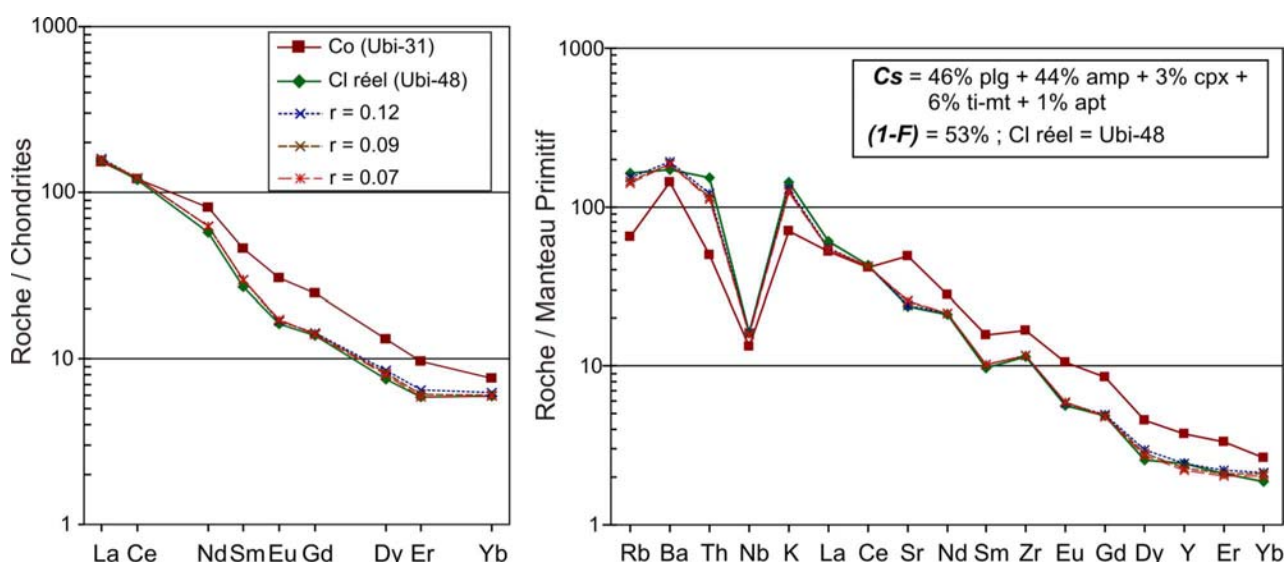 1000
100
10
1
Roche / Chondrites
Co (Ubi-31)
Cl réel (Ubi-48)
r = 0.12
r = 0.09
r = 0.07
La Ce Nd Sm Eu Gd Dy Er Yb
1000
100
10
1
Roche / Manteau Primitif
Cs = 46% plg + 44% amp + 3% cpx +
6% ti-mt + 1% apt
(1-F) = 53% ; Cl réel = Ubi-48
Rb Ba Th Nb K La Ce Sr Nd Sm Zr Eu Gd Dy Y Er Yb